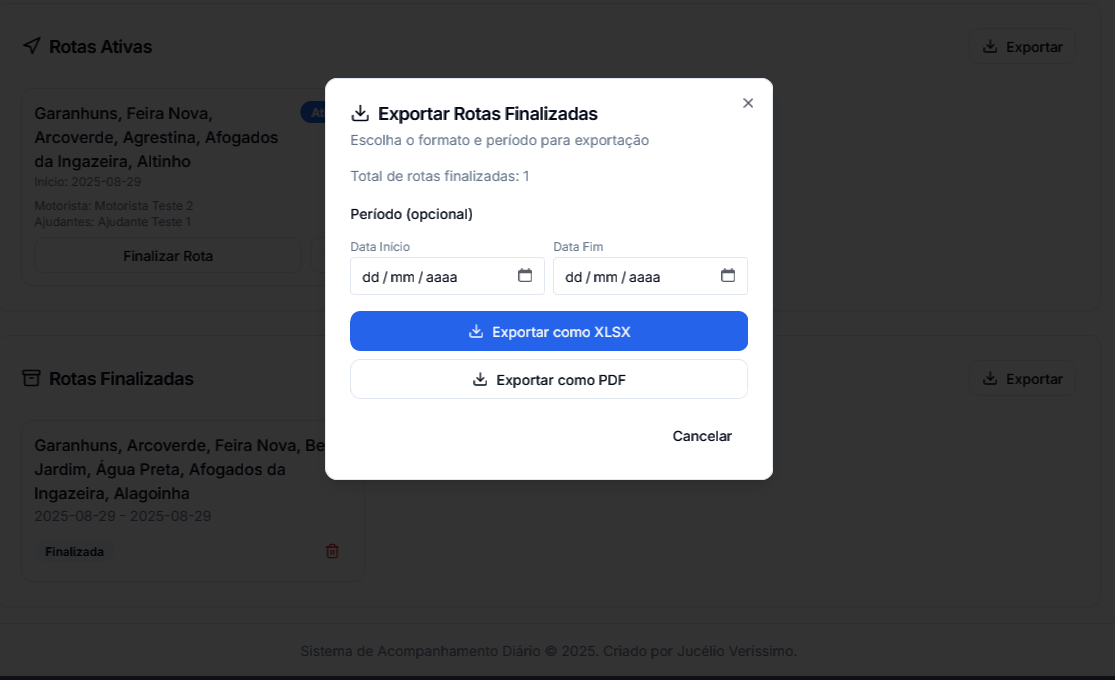 Rotas Ativas
Exportar
Garanhuns, Feira Nova,
Arcoverde, Agrestina, Afogados
da Ingazeira, Altinho
Início: 2025-08-29
Motorista: Motorista Teste 2
Ajudantes: Ajudante Teste 1
Finalizar Rota
Exportar Rotas Finalizadas
Escolha o formato e período para exportação
Total de rotas finalizadas: 1
Período (opcional)
Data Início
Data Fim
dd/mm/aaaa
dd/mm/aaaa
Exportar como XLSX
Exportar como PDF
Cancelar
Rotas Finalizadas
Exportar
Garanhuns, Arcoverde, Feira Nova,
Jardim, Água Preta, Afogados da
Ingazeira, Alagoinha
2025-08-29 - 2025-08-29
Finalizada
Sistema de Acompanhamento Diário © 2025. Criado por Jucélio Verissimo.